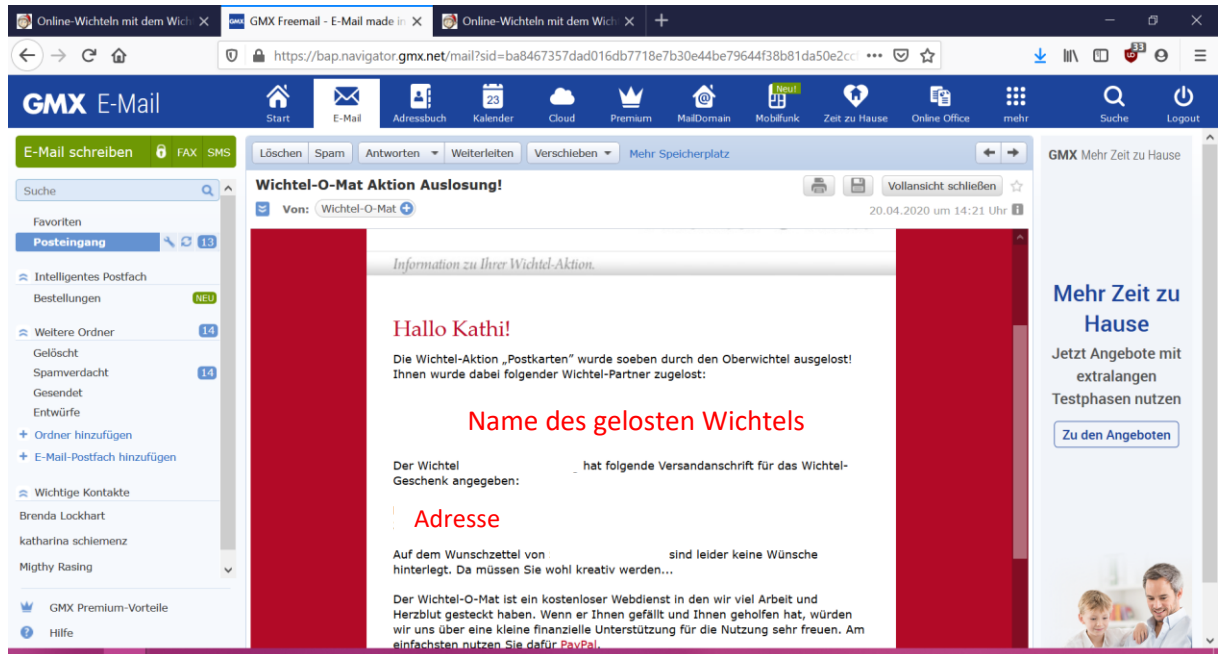 Online-Wichteln mit dem Wich
GMX Freemail - E-Mail made in
Online-Wichteln mit dem Wich
https://bap.navigator.gmx.net/mail?sid=ba8467357dad016db7718e7b30e44be79644f38b81da50e2cc
33
GMX E-Mail
Start
E-Mail
Adressbuch
23
Kalender
Cloud
Premium
@
MailDomain
Neu!
Mobilfunk
Zeit zu Hause
Online Office
mehr
Suche
Logout
E-Mail schreiben FAX SMS
Löschen Spam Antworten Weiterleiten Verschieben Mehr Speicherplatz
GMX Mehr Zeit zu Hause
Suche
Favoriten
Posteingang 13
Intelligentes Postfach
Bestellungen NEU
Weitere Ordner 14
Gelöscht
Spamverdacht 14
Gesendet
Entwürfe
+ Ordner hinzufügen
+ E-Mail-Postfach hinzufügen
Wichtige Kontakte
Brenda Lockhart
katharina schiemenz
Migthy Rasing
GMX Premium-Vorteile
Hilfe
Wichtel-O-Mat Aktion Auslosung!
Vollansicht schließen
Von: Wichtel-O-Mat
20.04.2020 um 14:21 Uhr
Information zu Ihrer Wichtel-Aktion.
Hallo Kathi!
Die Wichtel-Aktion „Postkarten" wurde soeben durch den Oberwichtel ausgelost!
Ihnen wurde dabei folgender Wichtel-Partner zugelost:
Name des gelosten Wichtels
Der Wichtel hat folgende Versandanschrift für das Wichtel-
Geschenk angegeben:
Adresse
Auf dem Wunschzettel von sind leider keine Wünsche
hinterlegt. Da müssen Sie wohl kreativ werden...
Der Wichtel-O-Mat ist ein kostenloser Webdienst in den wir viel Arbeit und
Herzblut gesteckt haben. Wenn er Ihnen gefällt und Ihnen geholfen hat, würden
wir uns über eine kleine finanzielle Unterstützung für die Nutzung sehr freuen. Am
einfachsten nutzen Sie dafür PayPal.
Mehr Zeit zu
Hause
Jetzt Angebote mit
extralangen
Testphasen nutzen
Zu den Angeboten